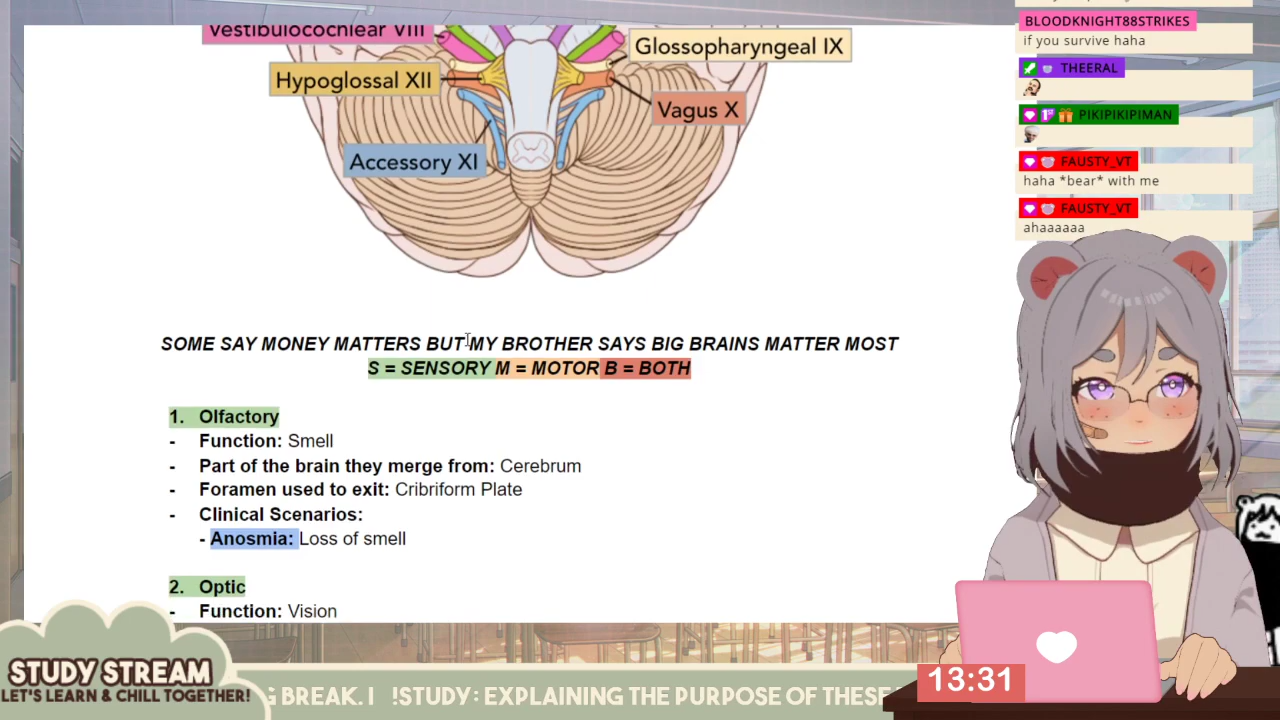 Vestibulocochlear VIII
Glossopharyngeal IX
Hypoglossal XII
Vagus X
Accessory XI
SOME SAY MONEY MATTERS BUT MY BROTHER SAYS BIG BRAINS MATTER MOST
S = SENSORY M = MOTOR B = BOTH
1. Olfactory
- Function: Smell
- Part of the brain they merge from: Cerebrum
- Foramen used to exit: Cribriform Plate
- Clinical Scenarios:
- Anosmia: Loss of smell
2. Optic
- Function: Vision
BLOODKNIGHT88STRIKES
if you survive haha
THEERAL
PIKIPIKIPIMAN
FAUSTY_VT
haha *bear* with me
FAUSTY_VT
ahaaaaaa
STUDY STREAM
LET'S LEARN & CHILL TOGETHER!
G BREAK. I !STUDY: EXPLAINING THE PURPOSE OF THESE
13:31